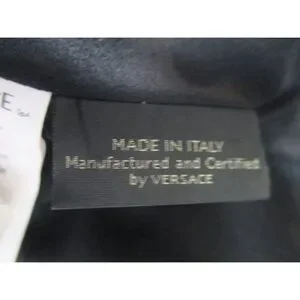 MADE IN ITALY
Manufactured and Certified
by VERSACE